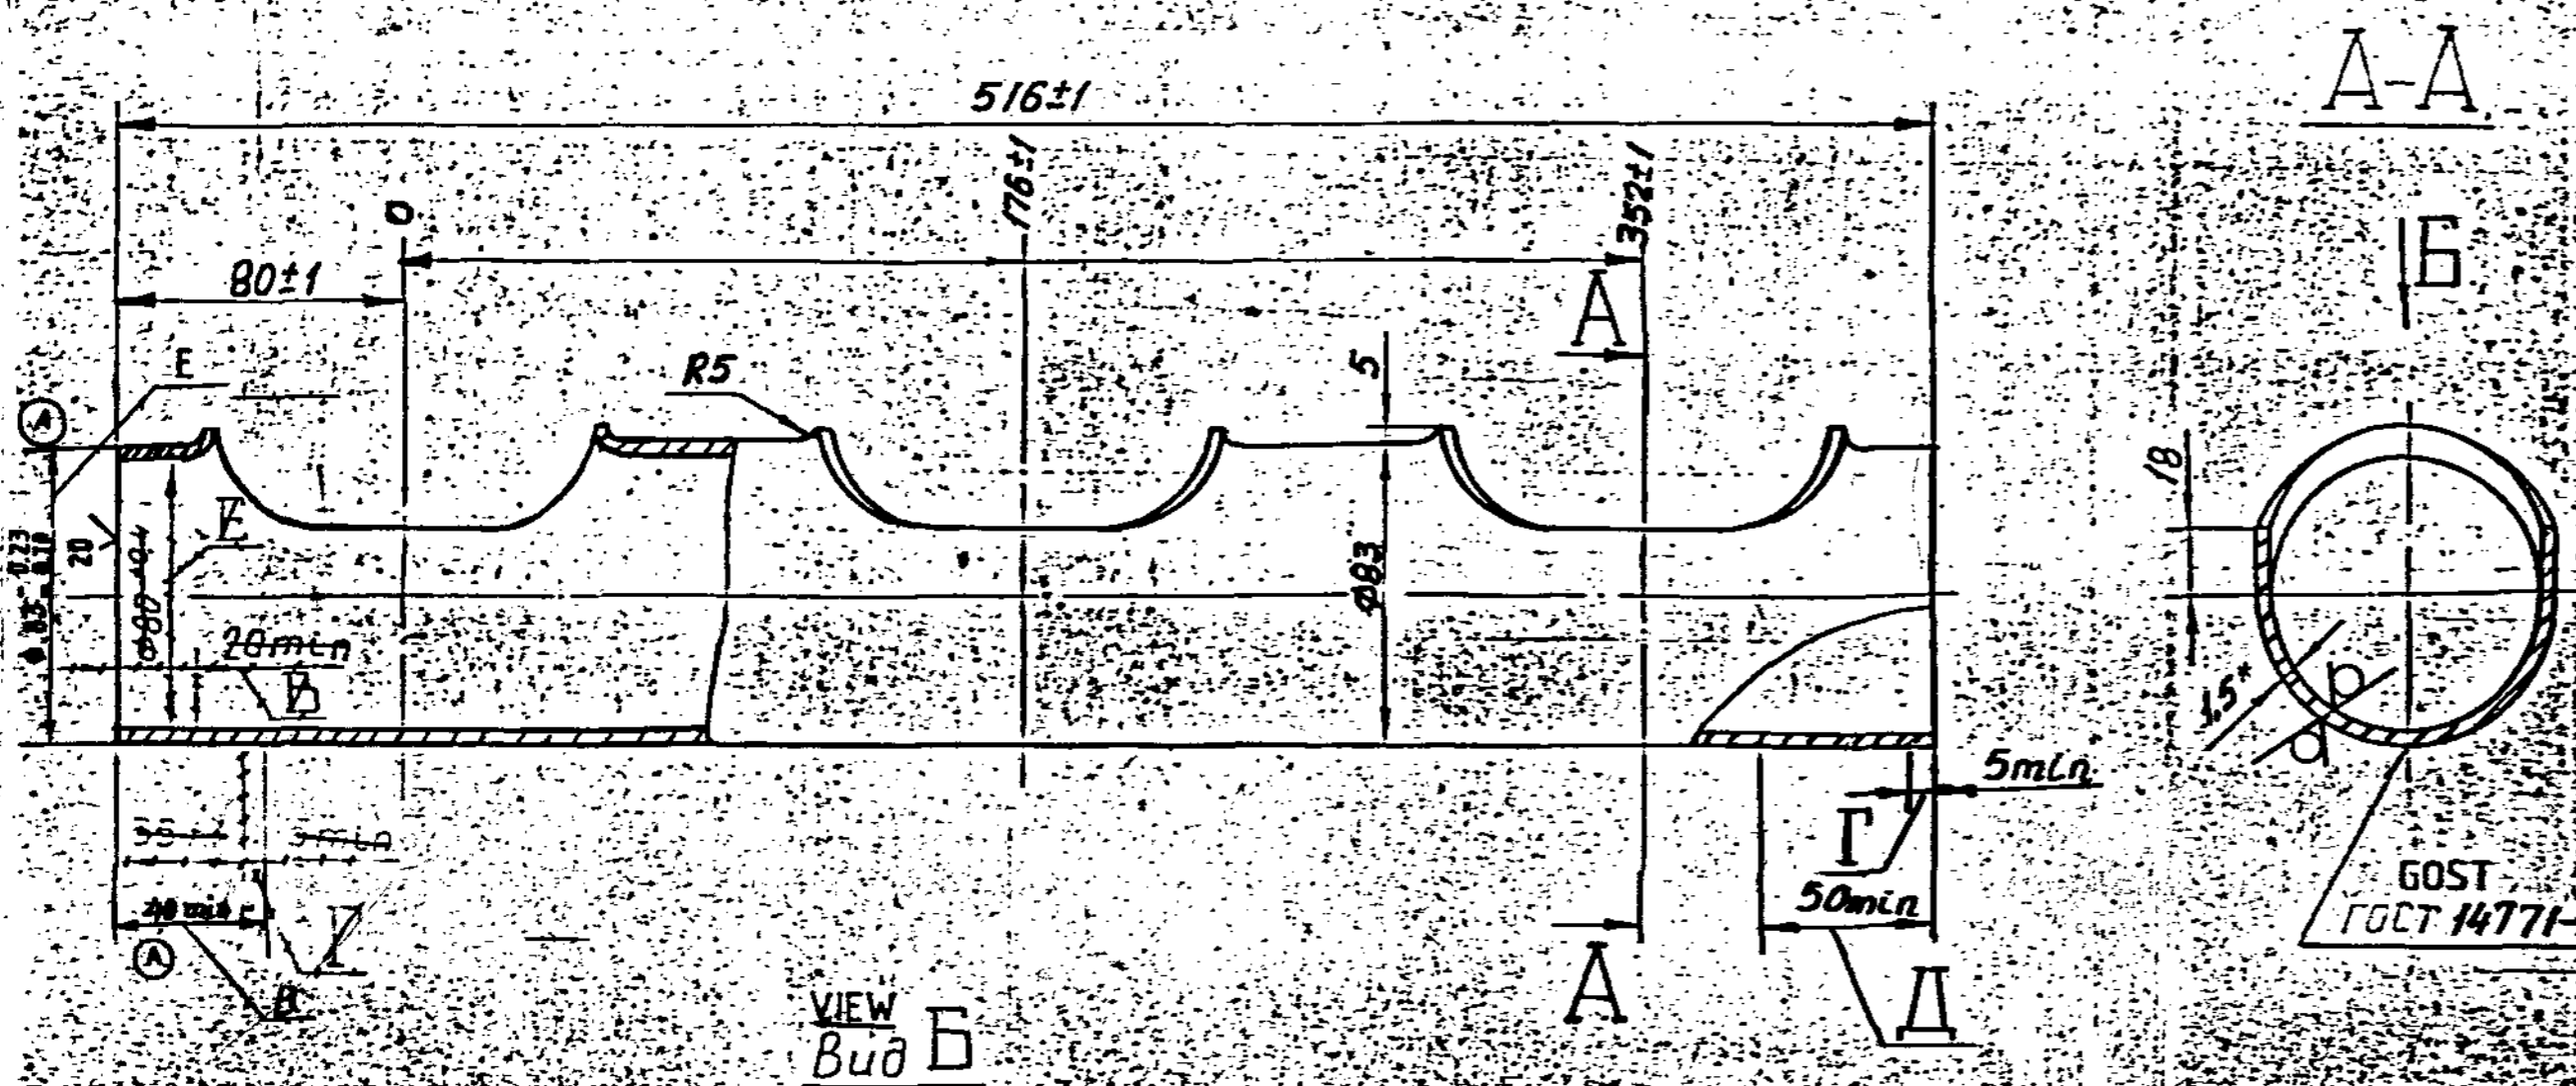 516±1
А-А
0
176±1
352±1
Б
80±1
А
E
R5
5
А
18
20
Ø83
20min
1,5*
5min
Г
GOST
ГОСТ 14771-
50min
А
Д
А
В
VIEW
Вид Б